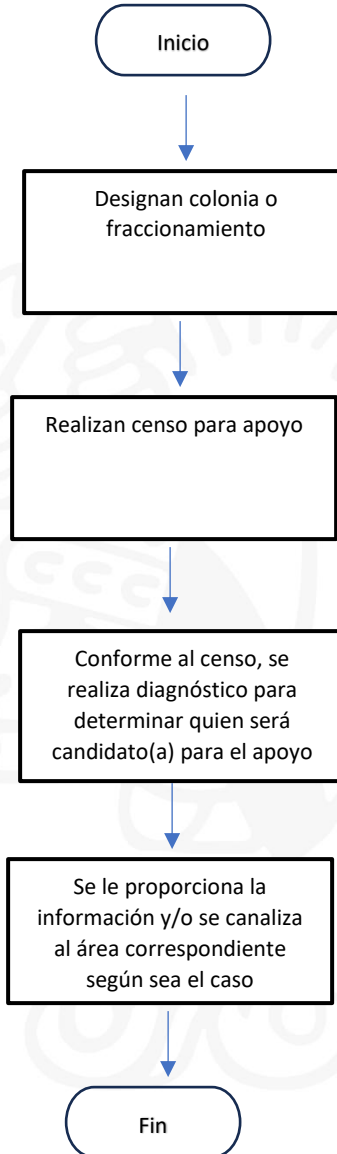 Inicio
Designan colonia o
fraccionamiento
Realizan censo para apoyo
Conforme al censo, se
realiza diagnóstico para
determinar quien será
candidato(a) para el apoyo
Se le proporciona la
información y/o se canaliza
al área correspondiente
según sea el caso
Fin